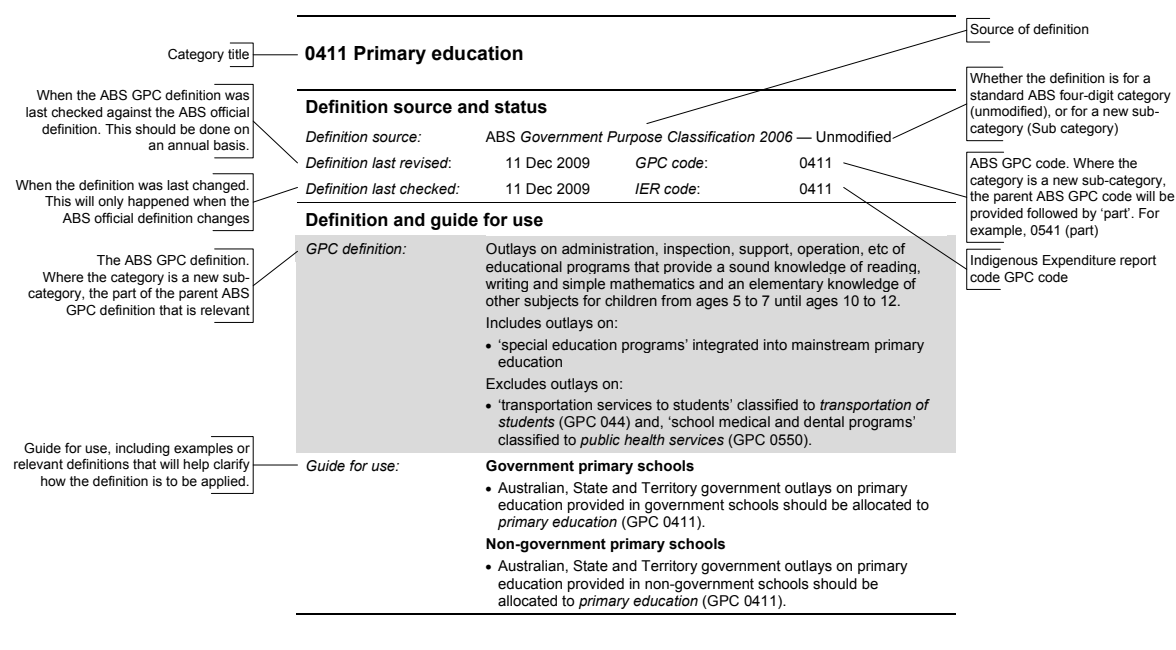 Source of definition
Category title
0411 Primary education
When the ABS GPC definition was
last checked against the ABS official
definition. This should be done on
an annual basis.
Whether the definition is for a
standard ABS four-digit category
(unmodified), or for a new sub-
category (Sub category)
Definition source and status
Definition source: ABS Government Purpose Classification 2006 — Unmodified
Definition last revised: 11 Dec 2009 GPC code: 0411
Definition last checked: 11 Dec 2009 IER code: 0411
When the definition was last changed.
This will only happened when the
ABS official definition changes
ABS GPC code. Where the
category is a new sub-category,
the parent ABS GPC code will be
provided followed by ‘part’. For
example, 0541 (part)
Indigenous Expenditure report
code GPC code
Definition and guide for use
The ABS GPC definition.
Where the category is a new sub-
category, the part of the parent ABS
GPC definition that is relevant
GPC definition: Outlays on administration, inspection, support, operation, etc of
educational programs that provide a sound knowledge of reading,
writing and simple mathematics and an elementary knowledge of
other subjects for children from ages 5 to 7 until ages 10 to 12.
Includes outlays on:
• ‘special education programs’ integrated into mainstream primary
education
Excludes outlays on:
• ‘transportation services to students’ classified to transportation of
students (GPC 044) and, ‘school medical and dental programs’
classified to public health services (GPC 0550).
Guide for use, including examples or
relevant definitions that will help clarify
how the definition is to be applied.
Guide for use: Government primary schools
• Australian, State and Territory government outlays on primary
education provided in government schools should be allocated to
primary education (GPC 0411).
Non-government primary schools
• Australian, State and Territory government outlays on primary
education provided in non-government schools should be
allocated to primary education (GPC 0411).